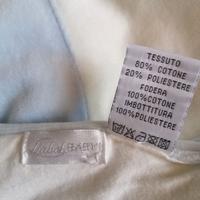 TESSUTO
80% COTONE
20% POLIESTERE
FODERA
100%COTONE
IMBOTTITURA
100%POLIESTERE